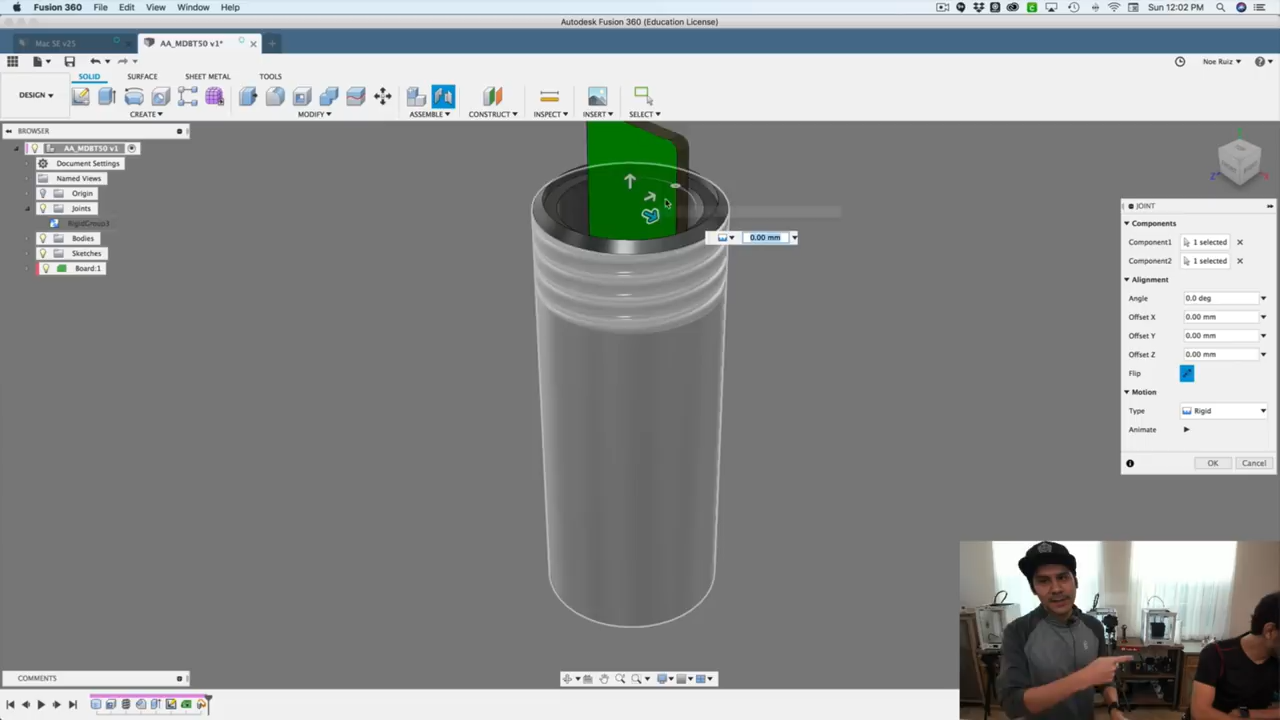 Fusion 360 File Edit View Window Help Sun 12:02 PM
Autodesk Fusion 360 (Education License)
Mac SE v25 AA_MDBT50 v1* Noe Ruiz
SOLID SURFACE SHEET METAL TOOLS
DESIGN
CREATE MODIFY ASSEMBLE CONSTRUCT INSPECT INSERT SELECT
BROWSER
AA_MDBT50 v1
Document Settings
Named Views
Origin
Joints
RigidGroup3
Bodies
Sketches
Board:1
0.00 mm
JOINT
Components
Component1 1 selected
Component2 1 selected
Alignment
Angle 0.0 deg
Offset X 0.00 mm
Offset Y 0.00 mm
Offset Z 0.00 mm
Flip
Motion
Type Rigid
Animate
OK Cancel
COMMENTS